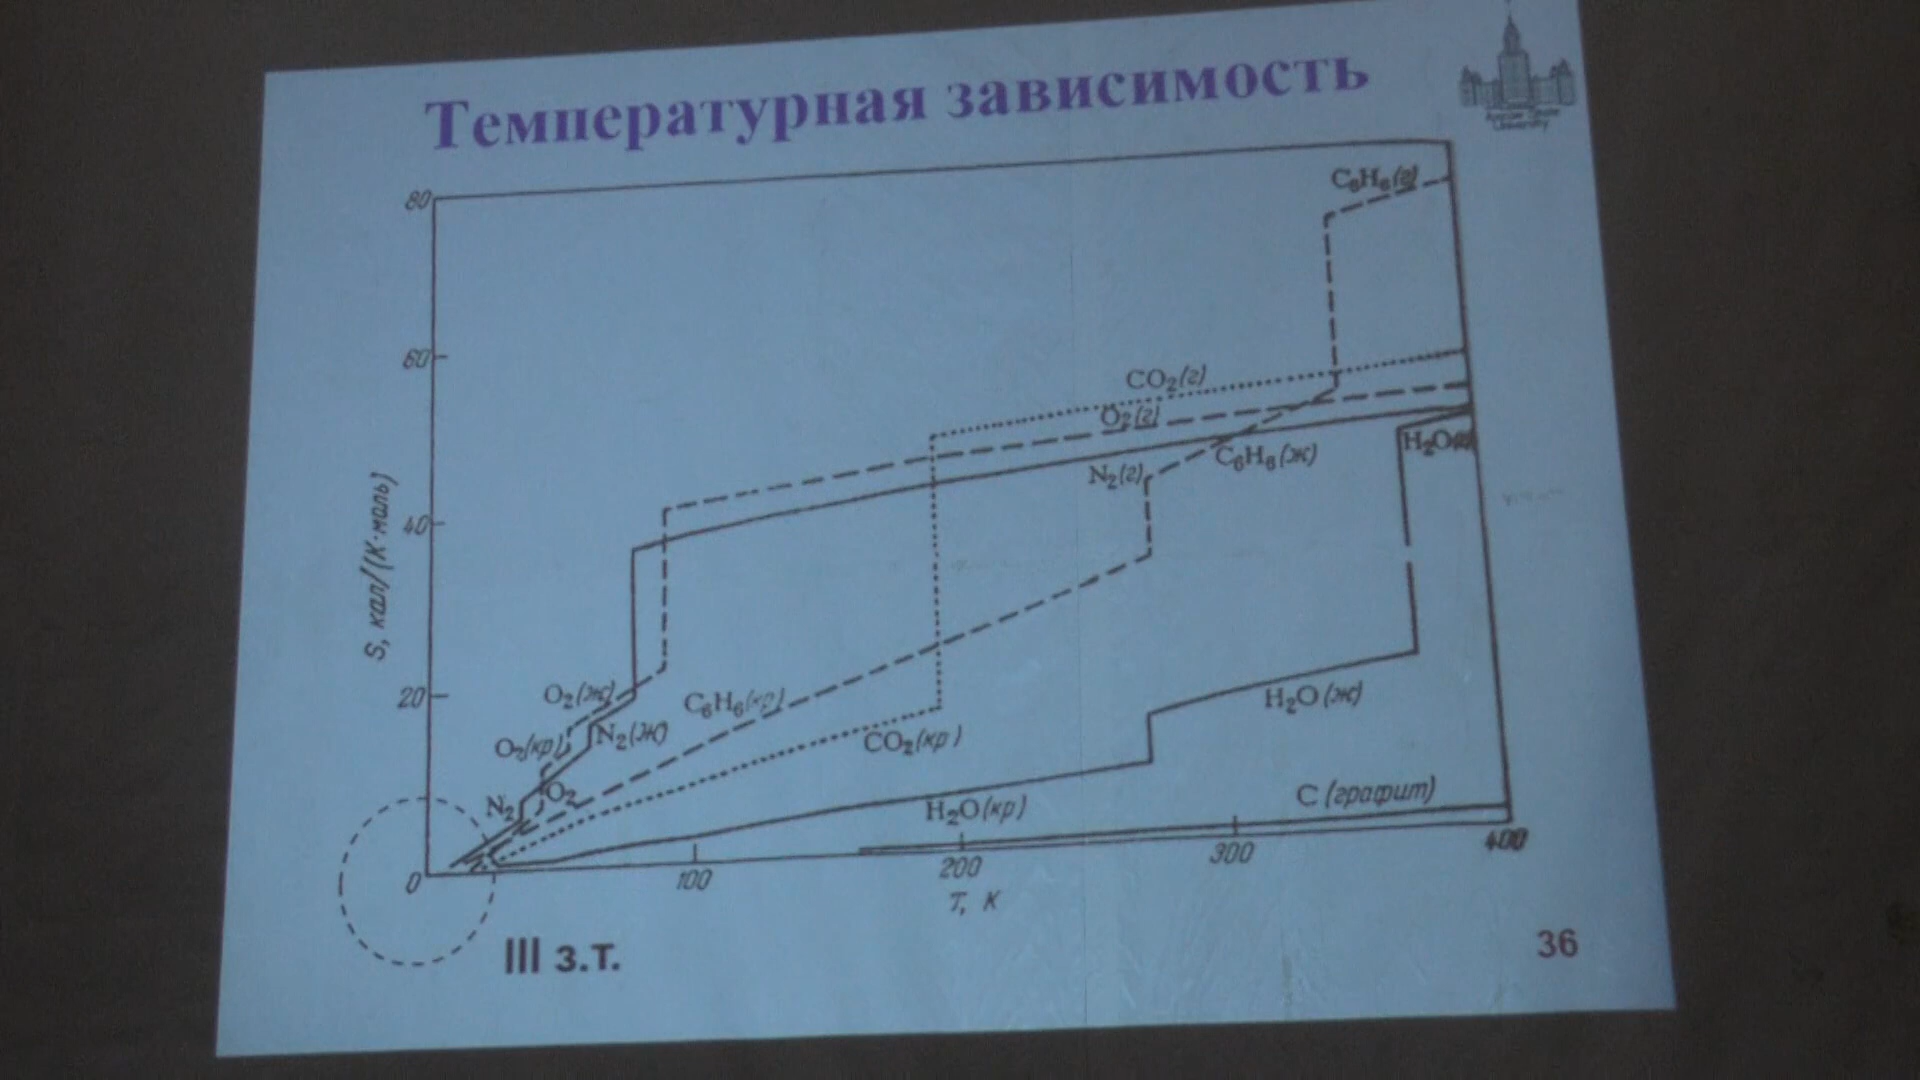 Температурная зависимость
University
80
60
40
20
0
S, кал/(К·моль)
C₆H₆(г)
CO₂(г)
O₂(г)
N₂(г)
C₆H₆(ж)
H₂O
O₂(ж)
C₆H₆(кр)
O₂(кр)
N₂(ж)
CO₂(кр)
H₂O(ж)
N₂
O₂
H₂O(кр)
C (графит)
100
200
300
400
T, К
III з.т.
36